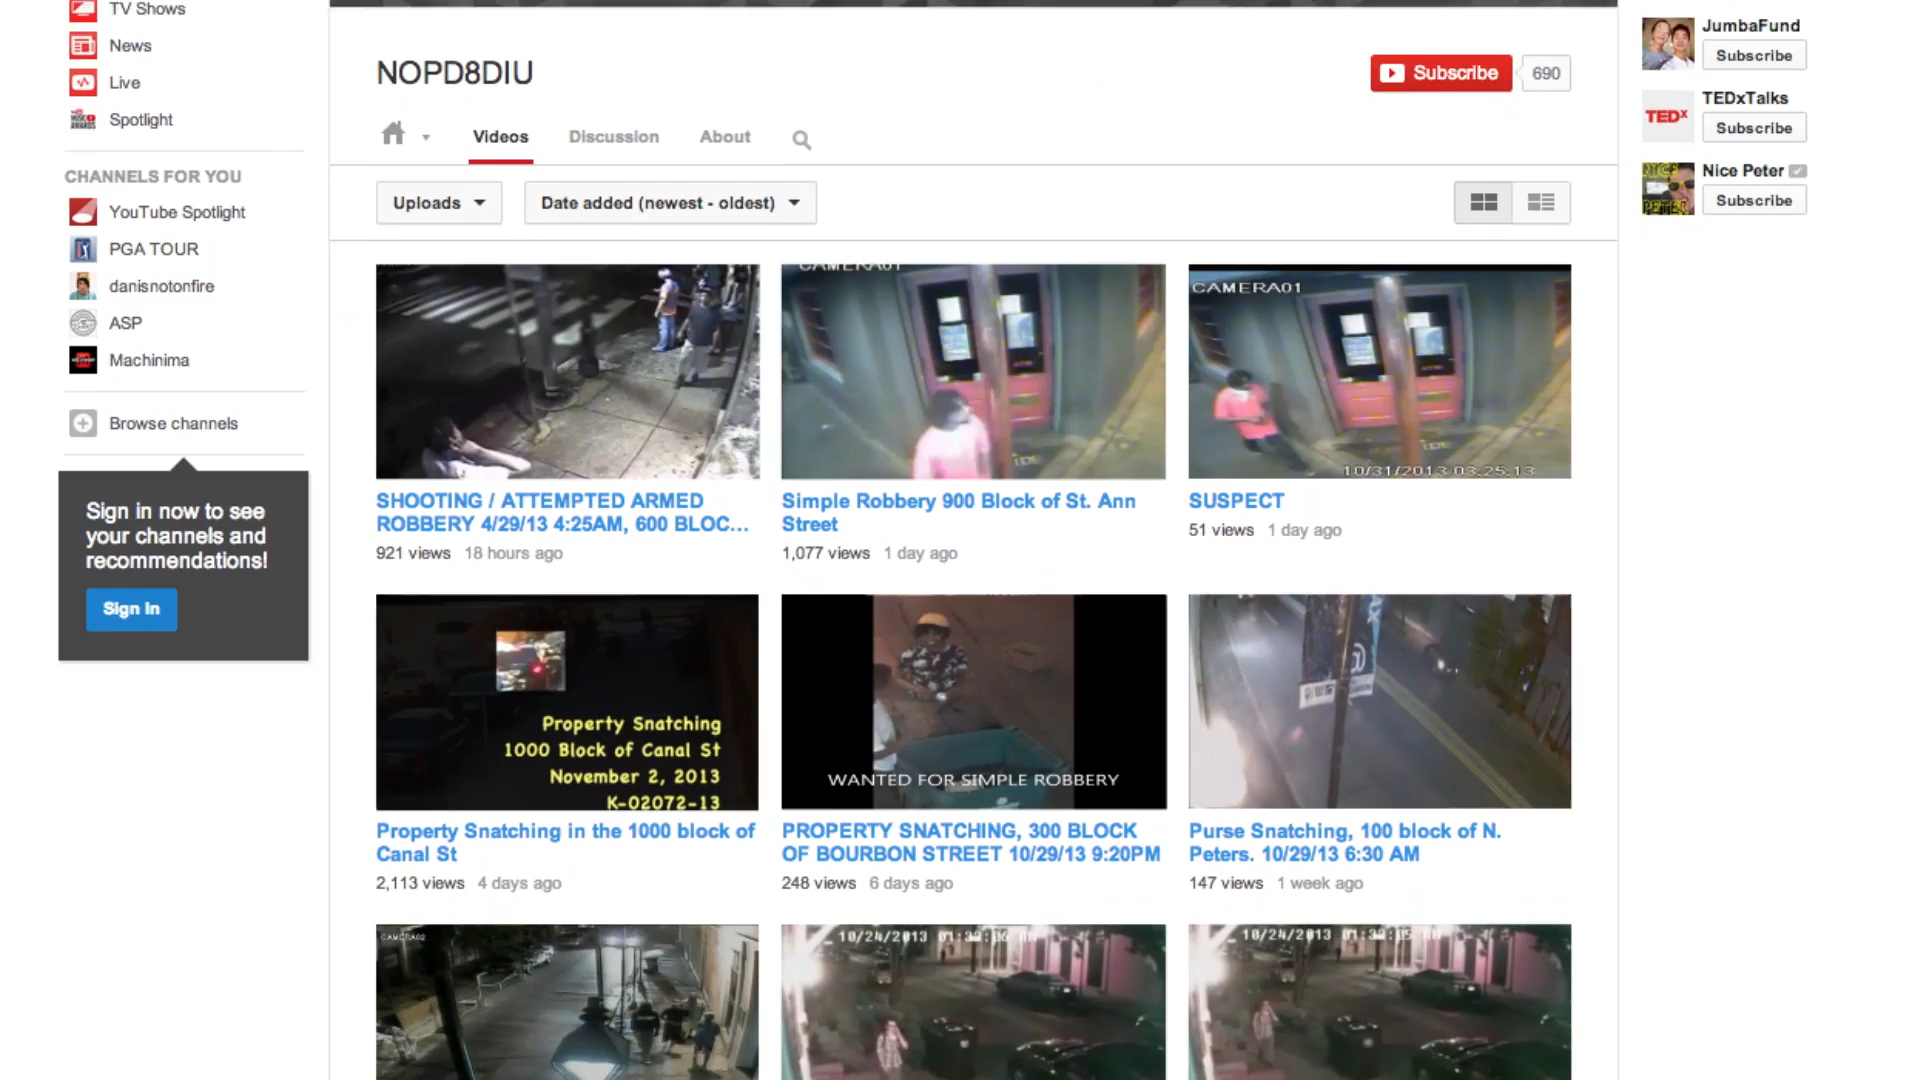 TV Shows
News
Live
Spotlight
CHANNELS FOR YOU
YouTube Spotlight
PGA TOUR
danisnotonfire
ASP
Machinima
Browse channels
Sign in now to see
your channels and
recommendations!
Sign In
NOPD8DIU
Subscribe 690
Videos Discussion About
Uploads Date added (newest - oldest)
CAMERA01
CAMERA01
10/31/2013 03.25.13
SHOOTING / ATTEMPTED ARMED
ROBBERY 4/29/13 4:25AM, 600 BLOC...
921 views 18 hours ago
Simple Robbery 900 Block of St. Ann
Street
1,077 views 1 day ago
SUSPECT
51 views 1 day ago
Property Snatching
1000 Block of Canal St
November 2, 2013
K-02072-13
WANTED FOR SIMPLE ROBBERY
Property Snatching in the 1000 block of
Canal St
2,113 views 4 days ago
PROPERTY SNATCHING, 300 BLOCK
OF BOURBON STREET 10/29/13 9:20PM
248 views 6 days ago
Purse Snatching, 100 block of N.
Peters. 10/29/13 6:30 AM
147 views 1 week ago
CAMERA02
10/24/2013
10/24/2013
JumbaFund
Subscribe
TEDx
TEDxTalks
Subscribe
NICE
PETER
Nice Peter
Subscribe